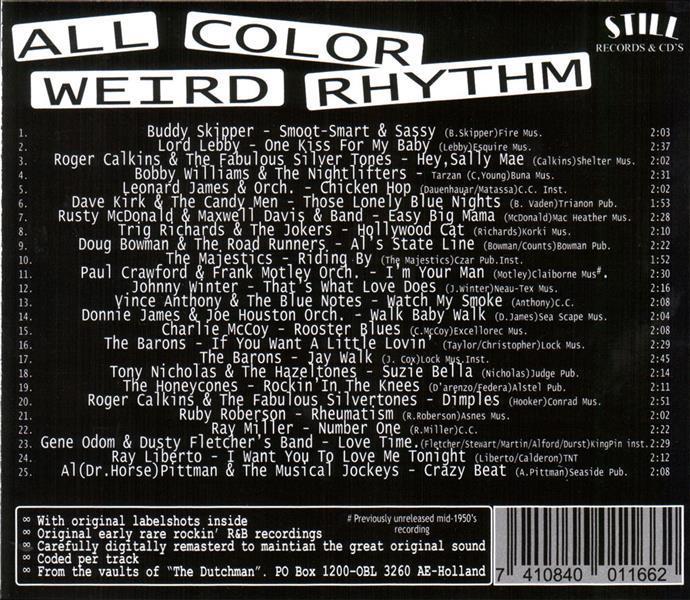 ALL COLOR
WEIRD RHYTHM
STILL
RECORDS & CD'S
1. Buddy Skipper - Smoot-Smart & Sassy (B.Skipper)Fire Mus. 2:03
2. Lord Lebby - One Kiss For My Baby (Lebby)Esquire Mus. 2:37
3. Roger Calkins & The Fabulous Silver Tones - Hey,Sally Mae (Calkins)Shelter Mus. 2:31
4. Bobby Williams & The Nightlifters - Tarzan (C,Young)Buna Mus. 2:31
5. Leonard James & Orch. - Chicken Hop (Dauenhauar/Matassa)C.C. Inst. 2:02
6. Dave Kirk & The Candy Men - Those Lonely Blue Nights (B. Vaden)Trianon Pub. 1:53
7. Rusty McDonald & Maxwell Davis & Band - Easy Big Mama (McDonald)Mac Heather Mus. 2:28
8. Trig Richards & The Jokers - Hollywood Cat (Richards)Korki Mus. 2:10
9. Doug Bowman & The Road Runners - Al's State Line (Bowman/Counts)Bowman Pub. 2:22
10. The Majestics - Riding By (The Majestics)Czar Pub.Inst. 1:52
11. Paul Crawford & Frank Motley Orch. - I'm Your Man (Motley)Claiborne Mus#. 2:30
12. Johnny Winter - That's What Love Does (J.Winter)Neau-Tex Mus. 2:16
13. Vince Anthony & The Blue Notes - Watch My Smoke (Anthony)C.C. 2:08
14. Donnie James & Joe Houston Orch. - Walk Baby Walk (D.James)Sea Scape Mus. 2:04
15. Charlie McCoy - Rooster Blues (C.McCoy)Excellorec Mus. 2:08
16. The Barons - If You Want A Little Lovin' (Taylor/Christopher)Lock Mus. 2:29
17. The Barons - Jay Walk (J. Cox)Lock Mus.Inst. 2:45
18. Tony Nicholas & The Hazeltones - Suzie Bella (Nicholas)Judge Pub. 2:14
19. The Honeycones - Rockin'In The Knees (D'arenzo/Federa)Alstel Pub. 2:11
20. Roger Calkins & The Fabulous Silvertones - Dimples (Hooker)Conrad Mus. 2:51
21. Ruby Roberson - Rheumatism (R.Roberson)Asnes Mus. 2:02
22. Ray Miller - Number One (R.Miller)C.C. 2:22
23. Gene Odom & Dusty Fletcher's Band - Love Time.(Fletcher/Stewart/Martin/Alford/Durst)KingPin inst. 2:29
24. Ray Liberto - I Want You To Love Me Tonight (Liberto/Calderon)TNT 2:12
25. Al(Dr.Horse)Pittman & The Musical Jockeys - Crazy Beat (A.Pittman)Seaside Pub. 2:08
∞ With original labelshots inside
# Previously unreleased mid-1950's
recording
∞ Original early rare rockin' R&B recordings
∞ Carefully digitally remasterd to maintian the great original sound
∞ Coded per track
∞ From the vaults of "The Dutchman". PO Box 1200-OBL 3260 AE-Holland
7 410840 011662